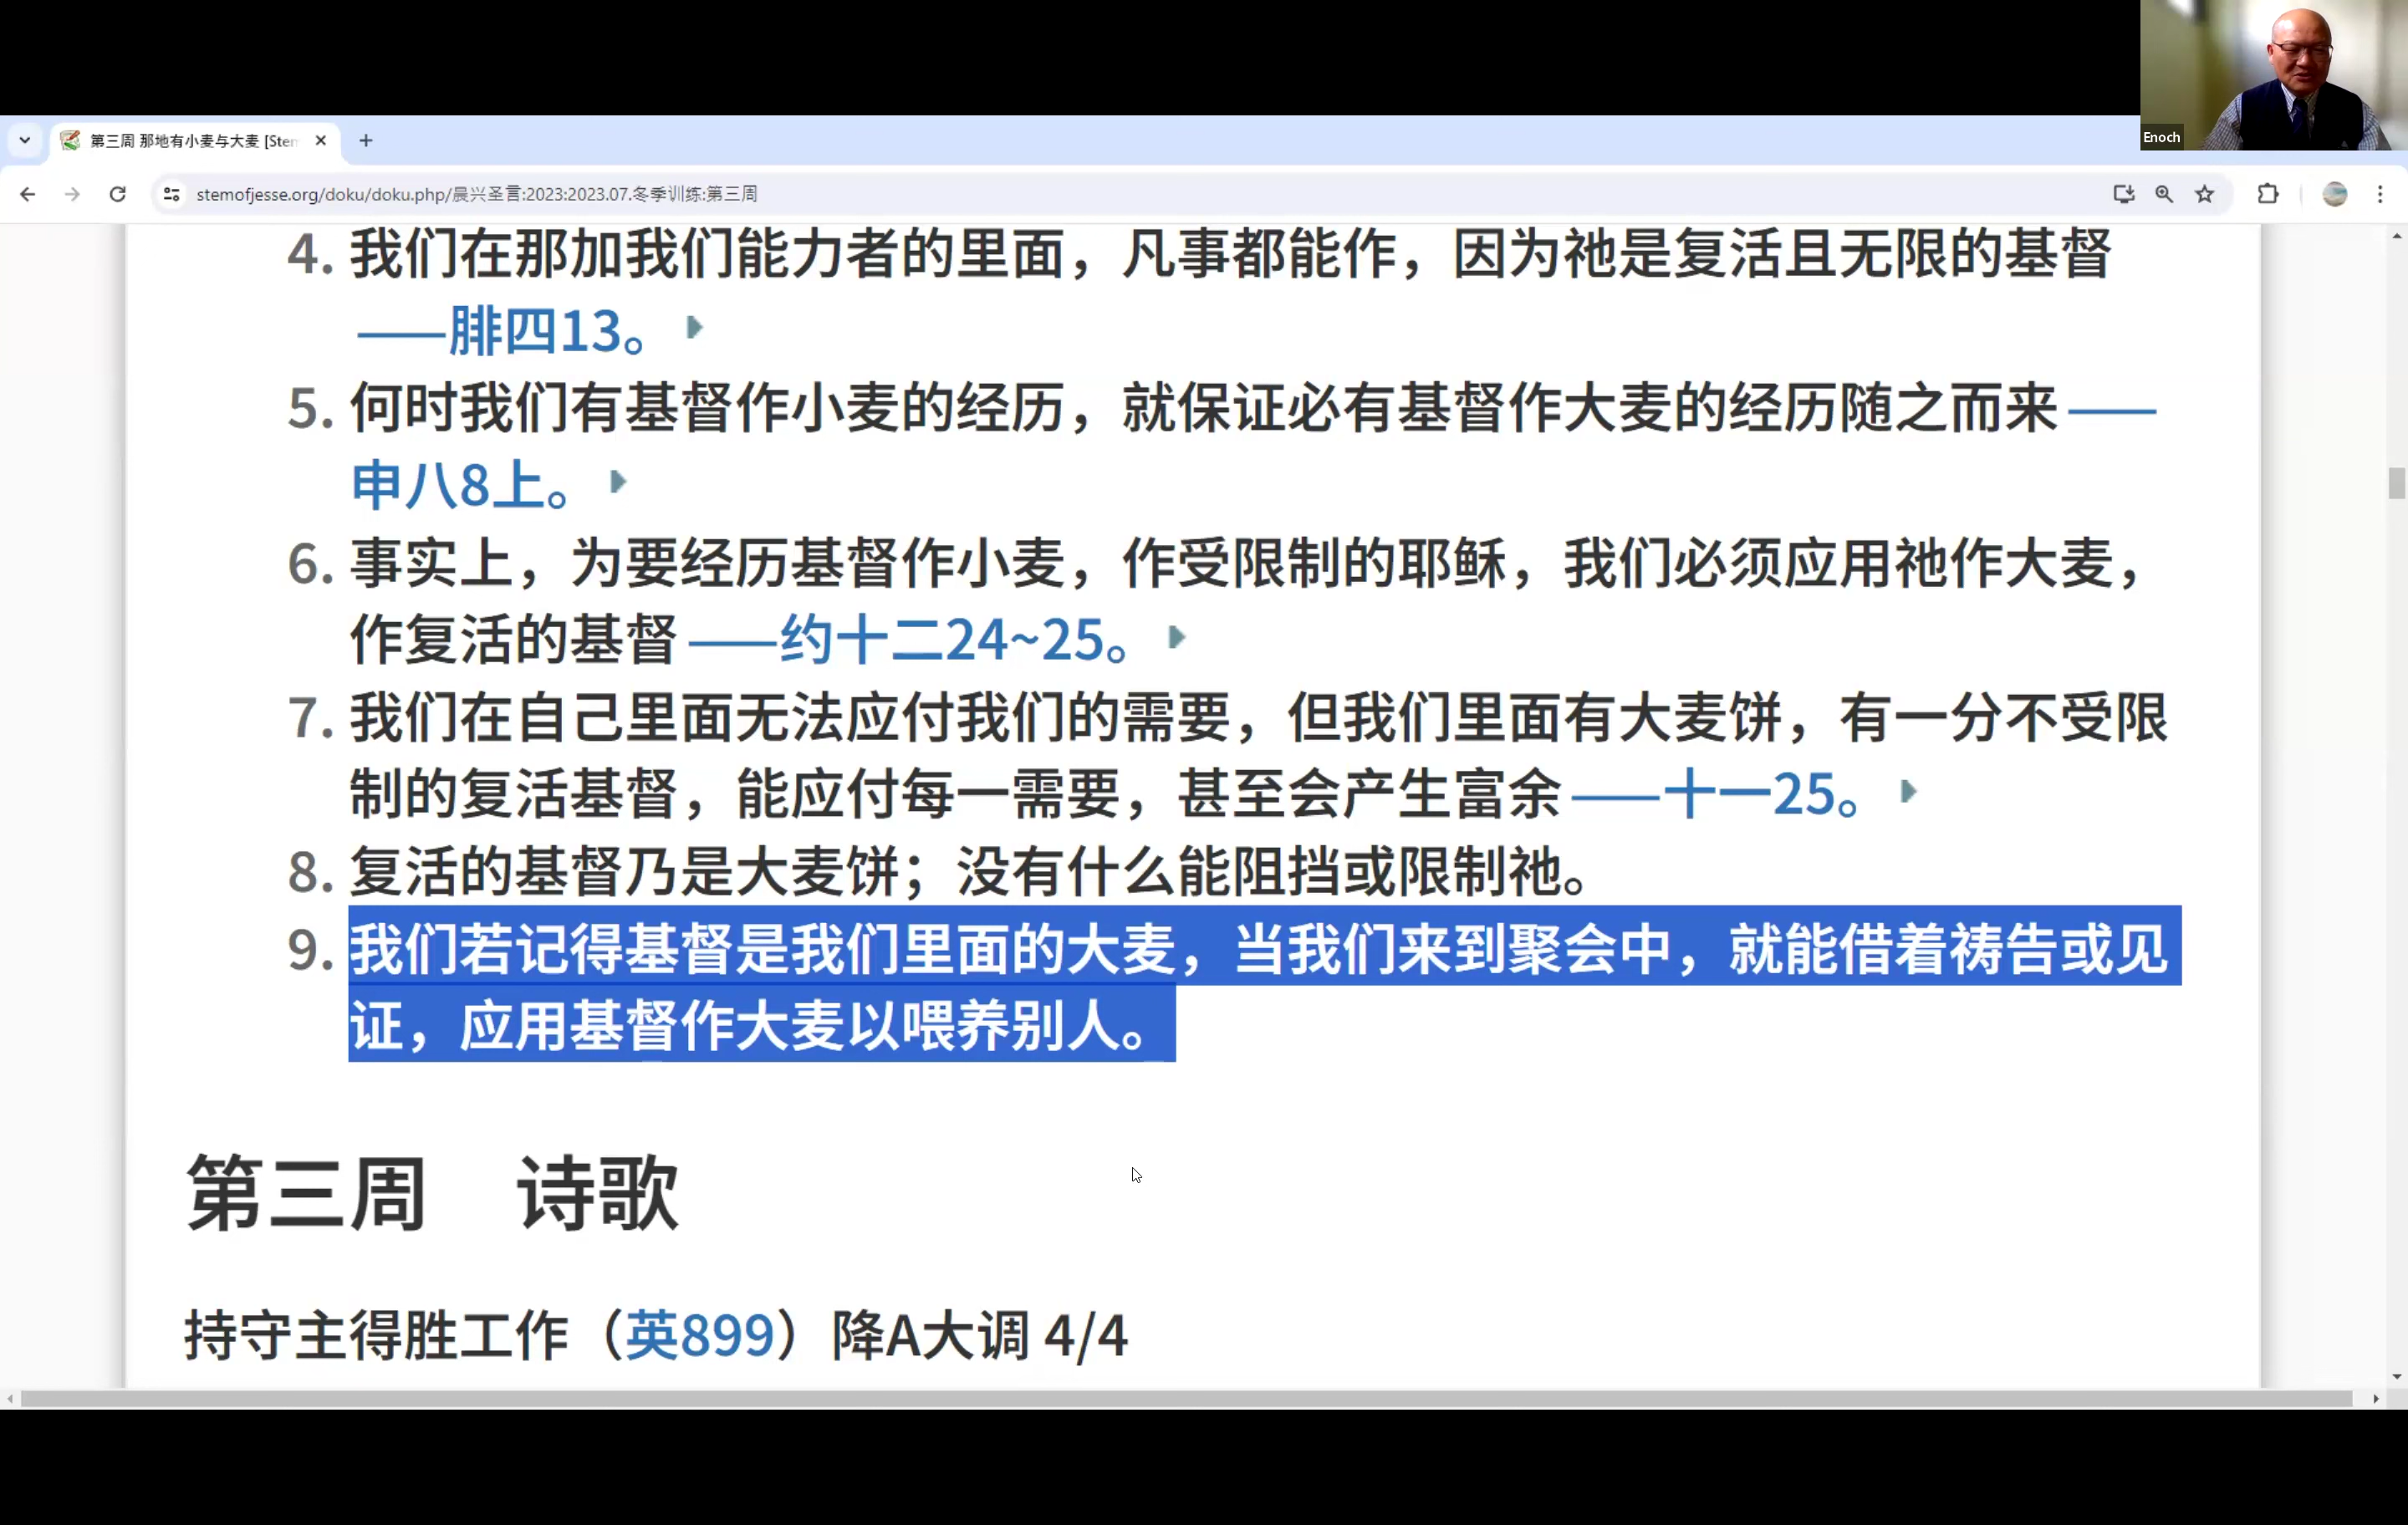 Enoch
第三周 那地有小麦与大麦 [Ster
stemofjesse.org/doku/doku.php/晨兴圣言:2023:2023.07.冬季训练:第三周
4. 我们在那加我们能力者的里面，凡事都能作，因为祂是复活且无限的基督
——腓四13。
5. 何时我们有基督作小麦的经历，就保证必有基督作大麦的经历随之而来——
申八8上。
6. 事实上，为要经历基督作小麦，作受限制的耶稣，我们必须应用祂作大麦，
作复活的基督——约十二24~25。
7. 我们在自己里面无法应付我们的需要，但我们里面有大麦饼，有一分不受限
制的复活基督，能应付每一需要，甚至会产生富余——十一25。
8. 复活的基督乃是大麦饼；没有什么能阻挡或限制祂。
9. 我们若记得基督是我们里面的大麦，当我们来到聚会中，就能借着祷告或见
证，应用基督作大麦以喂养别人。
第三周 诗歌
持守主得胜工作（英899）降A大调 4/4